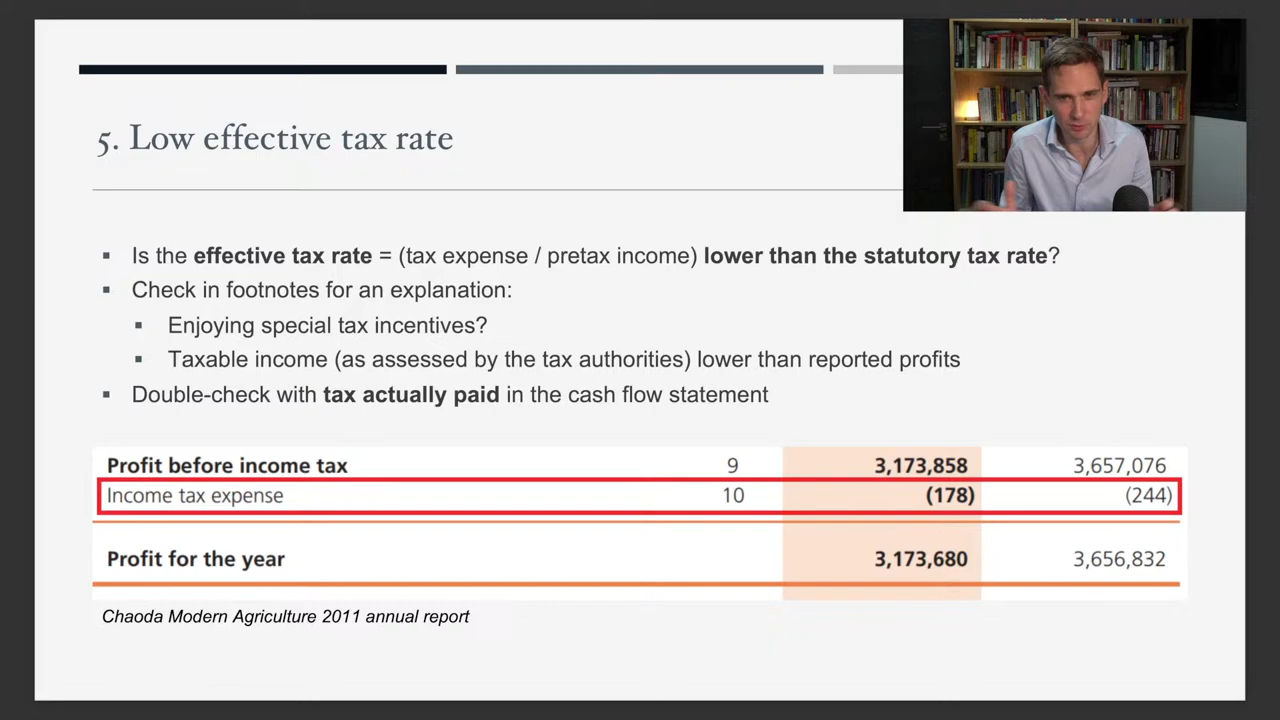 5. Low effective tax rate
▪ Is the effective tax rate = (tax expense / pretax income) lower than the statutory tax rate?
▪ Check in footnotes for an explanation:
▪ Enjoying special tax incentives?
▪ Taxable income (as assessed by the tax authorities) lower than reported profits
▪ Double-check with tax actually paid in the cash flow statement
Profit before income tax 9 3,173,858 3,657,076
Income tax expense 10 (178) (244)
Profit for the year 3,173,680 3,656,832
Chaoda Modern Agriculture 2011 annual report